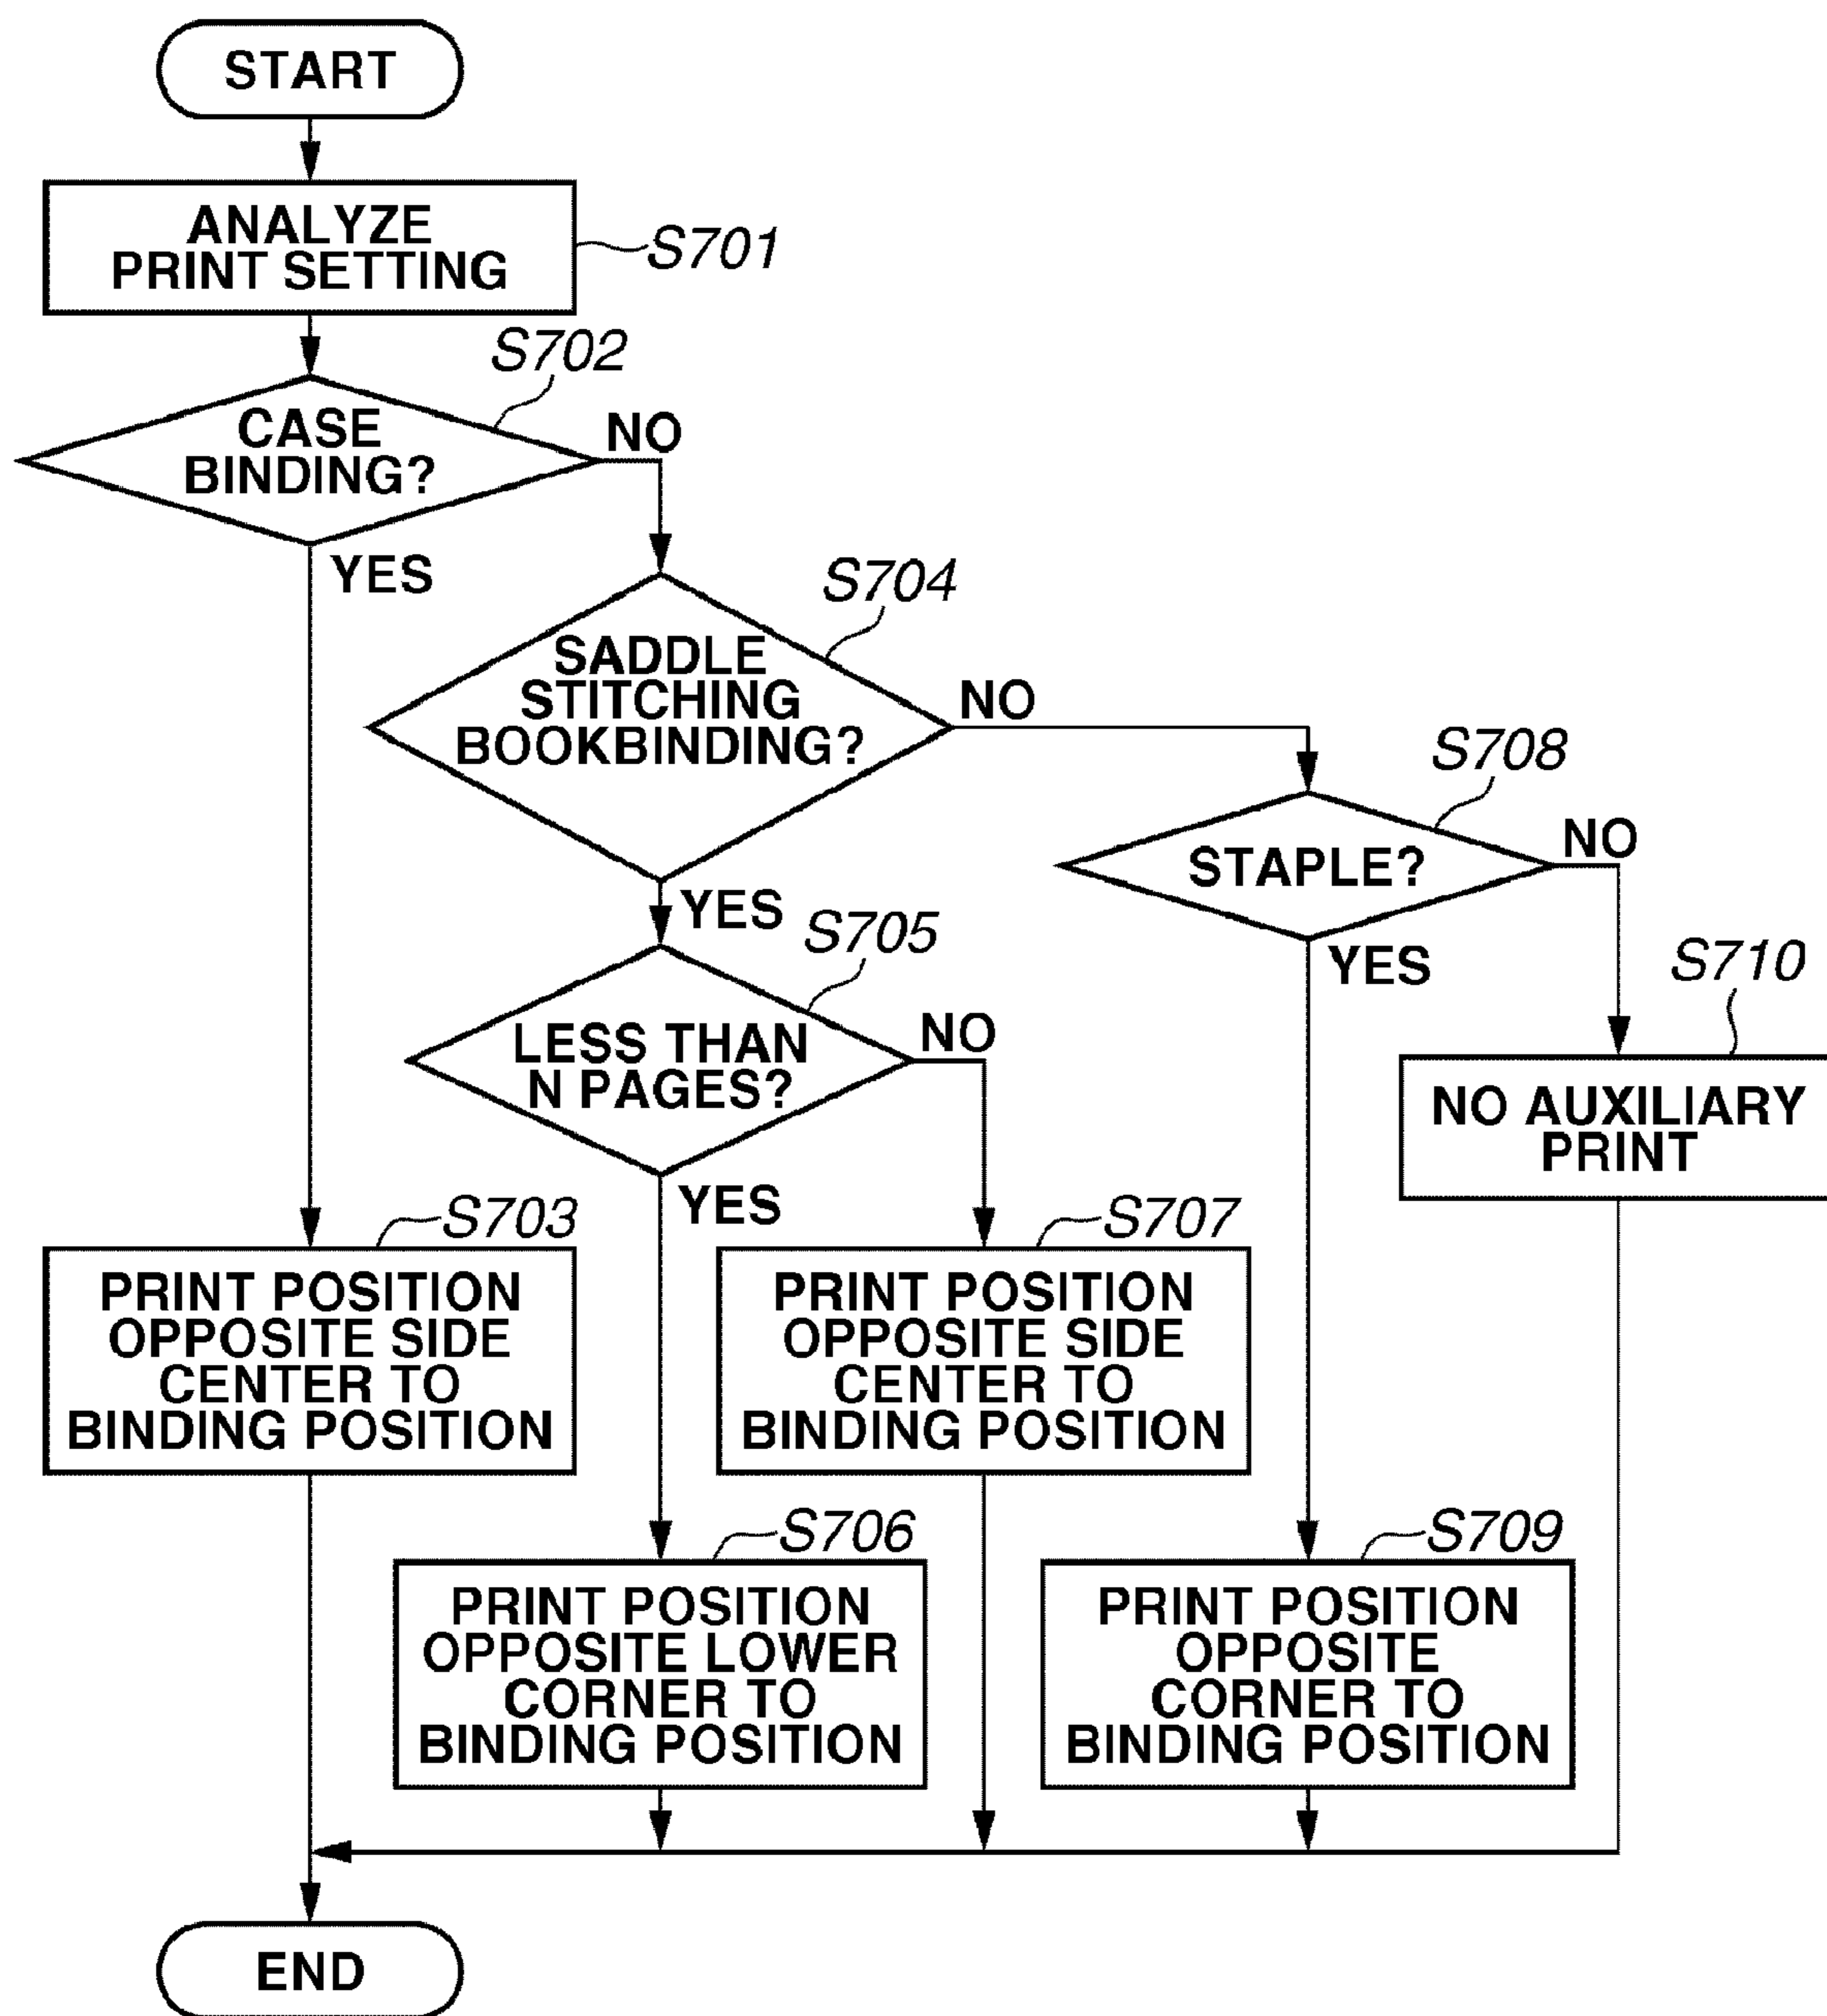 START
ANALYZE
PRINT SETTING
S701
S702
CASE
BINDING?
NO
YES
S704
SADDLE
STITCHING
BOOKBINDING?
NO
YES
S708
STAPLE?
NO
YES
S705
LESS THAN
N PAGES?
NO
YES
S710
NO AUXILIARY
PRINT
S703
PRINT POSITION
OPPOSITE SIDE
CENTER TO
BINDING POSITION
S707
PRINT POSITION
OPPOSITE SIDE
CENTER TO
BINDING POSITION
S706
PRINT POSITION
OPPOSITE LOWER
CORNER TO
BINDING POSITION
S709
PRINT POSITION
OPPOSITE
CORNER TO
BINDING POSITION
END